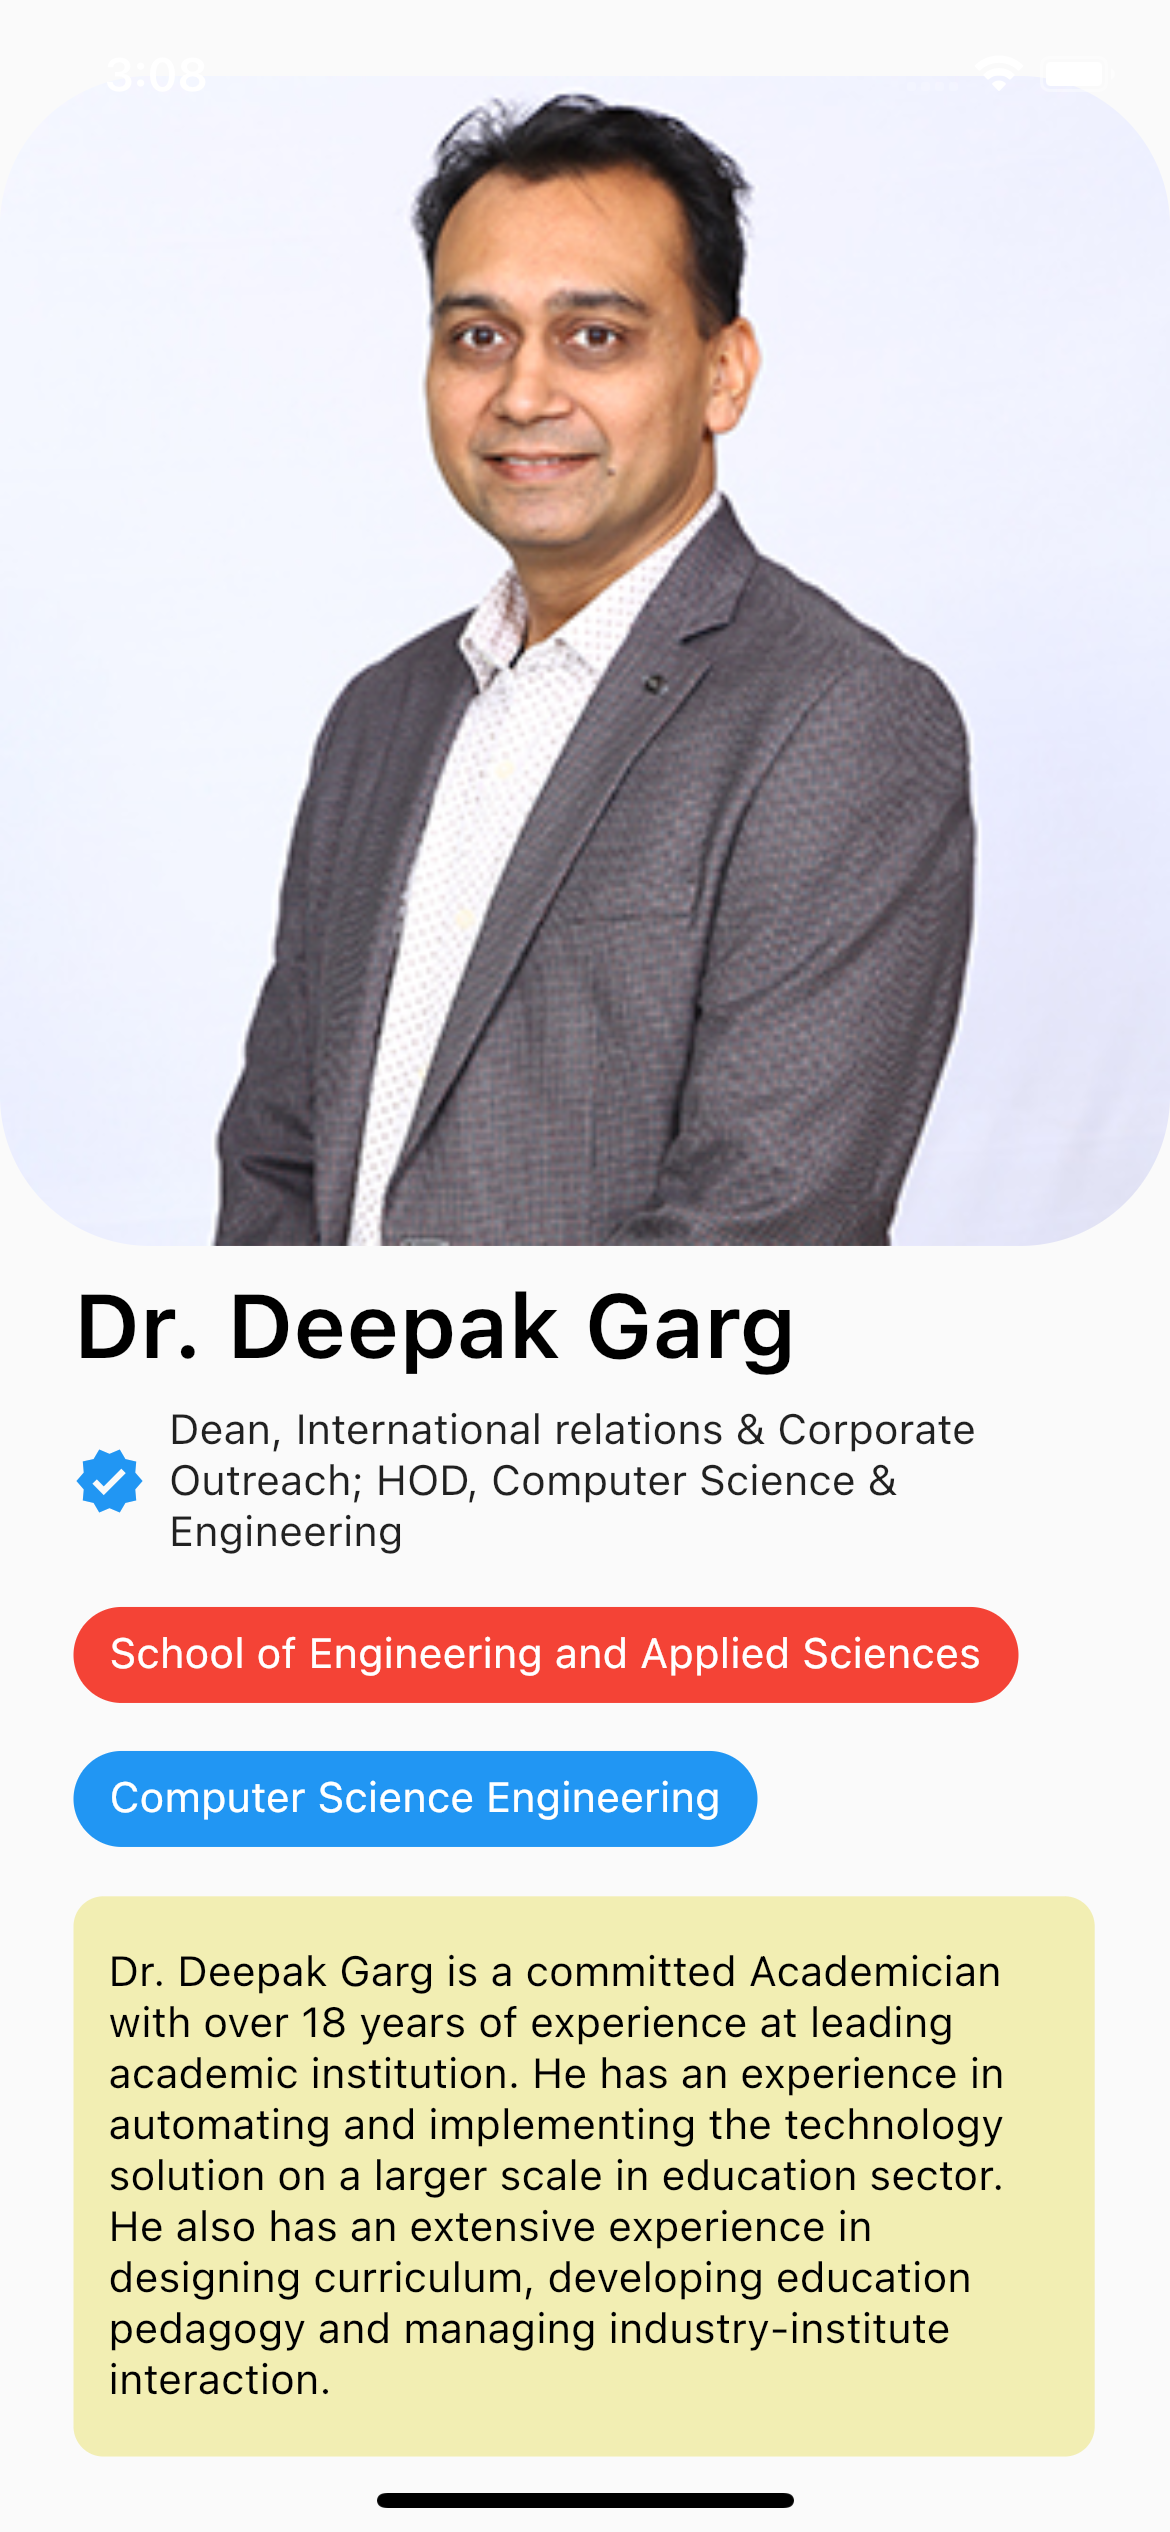 3:08
Dr. Deepak Garg
Dean, International relations & Corporate
Outreach; HOD, Computer Science &
Engineering
School of Engineering and Applied Sciences
Computer Science Engineering
Dr. Deepak Garg is a committed Academician
with over 18 years of experience at leading
academic institution. He has an experience in
automating and implementing the technology
solution on a larger scale in education sector.
He also has an extensive experience in
designing curriculum, developing education
pedagogy and managing industry-institute
interaction.